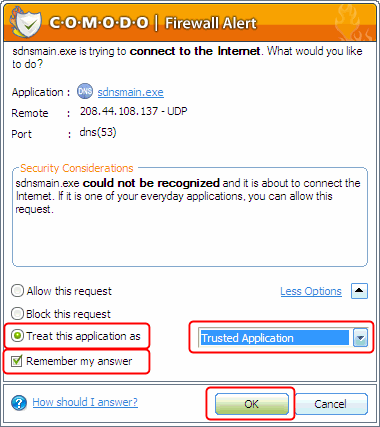 C·O·M·O·D·O | Firewall Alert
sdnsmain.exe is trying to connect to the Internet. What would you like
to do?
Application : DNS sdnsmain.exe
Remote : 208.44.108.137 - UDP
Port : dns(53)
Security Considerations
sdnsmain.exe could not be recognized and it is about to connect the
Internet. If it is one of your everyday applications, you can allow this
request.
Allow this request
Less Options
Block this request
Treat this application as
Trusted Application
Remember my answer
? How should I answer?
OK
Cancel